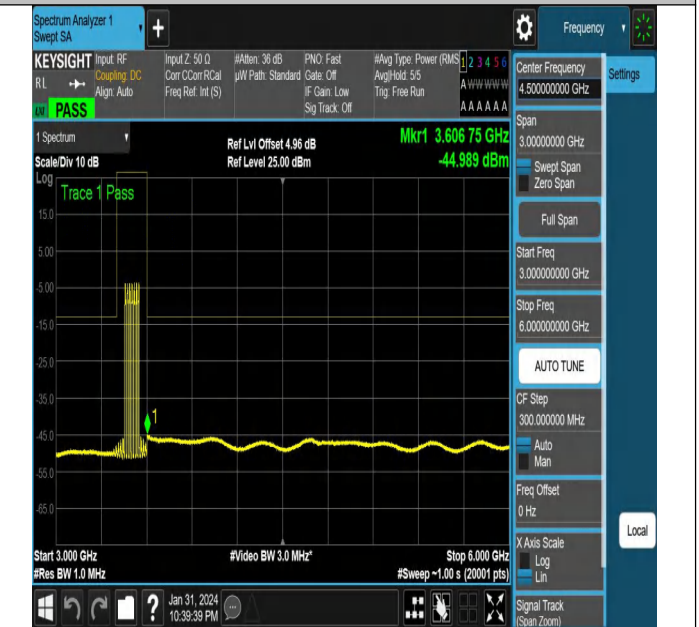 Spectrum Analyzer 1
Swept SA
+
Frequency
KEYSIGHT
RL
PASS
Input: RF
Coupling: DC
Align: Auto
Input Z: 50 Ω
Corr CCorr RCal
Freq Ref: Int (S)
#Atten: 36 dB
µW Path: Standard
PNO: Fast
Gate: Off
IF Gain: Low
Sig Track: Off
#Avg Type: Power (RMS
Avg|Hold: 5/5
Trig: Free Run
1 2 3 4 5 6
A W W W W W
A A A A A A
1 Spectrum
Scale/Div 10 dB
Ref Lvl Offset 4.96 dB
Ref Level 25.00 dBm
Mkr1 3.606 75 GHz
-44.989 dBm
Log
Trace 1 Pass
15.0
5.00
-5.00
-15.0
-25.0
-35.0
-45.0
-55.0
-65.0
1
Start 3.000 GHz
#Res BW 1.0 MHz
#Video BW 3.0 MHz*
Stop 6.000 GHz
#Sweep ~1.00 s (20001 pts)
Center Frequency
4.500000000 GHz
Settings
Span
3.00000000 GHz
Swept Span
Zero Span
Full Span
Start Freq
3.000000000 GHz
Stop Freq
6.000000000 GHz
AUTO TUNE
CF Step
300.000000 MHz
Auto
Man
Freq Offset
0 Hz
X Axis Scale
Log
Lin
Local
Signal Track
(Span Zoom)
?
Jan 31, 2024
10:39:39 PM